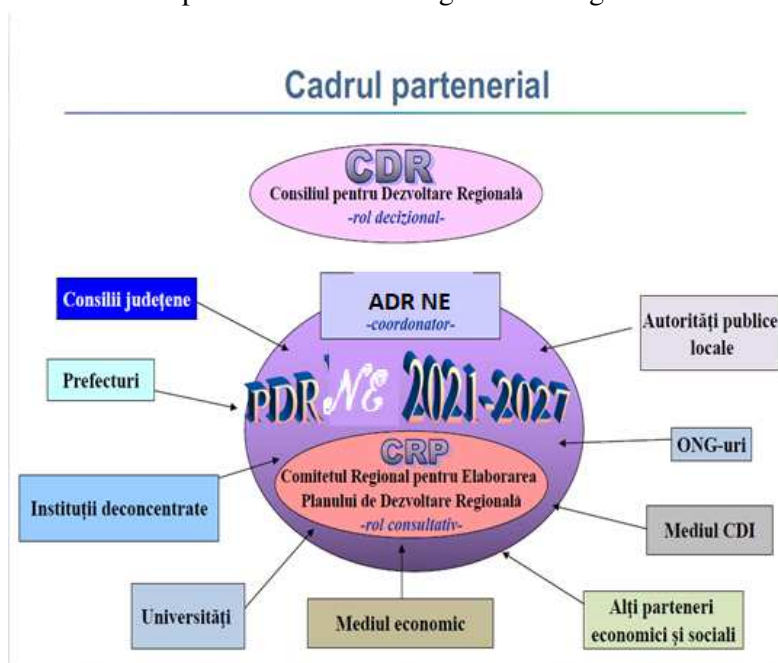 Cadrul partenerial
CDR
Consiliul pentru Dezvoltare Regională
-rol decizional-
Consilii județene
ADR NE
-coordonator-
Autorități publice
locale
Prefecturi
PDR NE 2021-2027
ONG-uri
CRP
Comitetul Regional pentru Elaborarea
Planului de Dezvoltare Regională
-rol consultativ-
Instituții deconcentrate
Mediul CDI
Universități
Mediul economic
Alți parteneri
economici și sociali